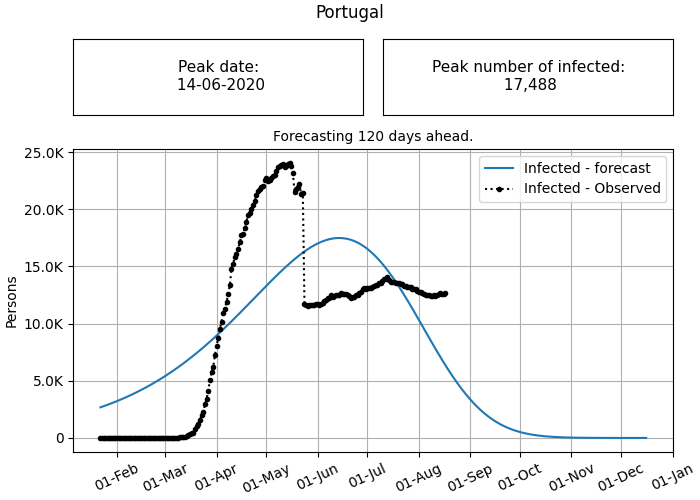 Portugal
Peak date:
14-06-2020
Peak number of infected:
17,488
Forecasting 120 days ahead.
Infected - forecast
Infected - Observed
Persons
25.0K
20.0K
15.0K
10.0K
5.0K
0
01-Feb
01-Mar
01-Apr
01-May
01-Jun
01-Jul
01-Aug
01-Sep
01-Oct
01-Nov
01-Dec
01-Jan